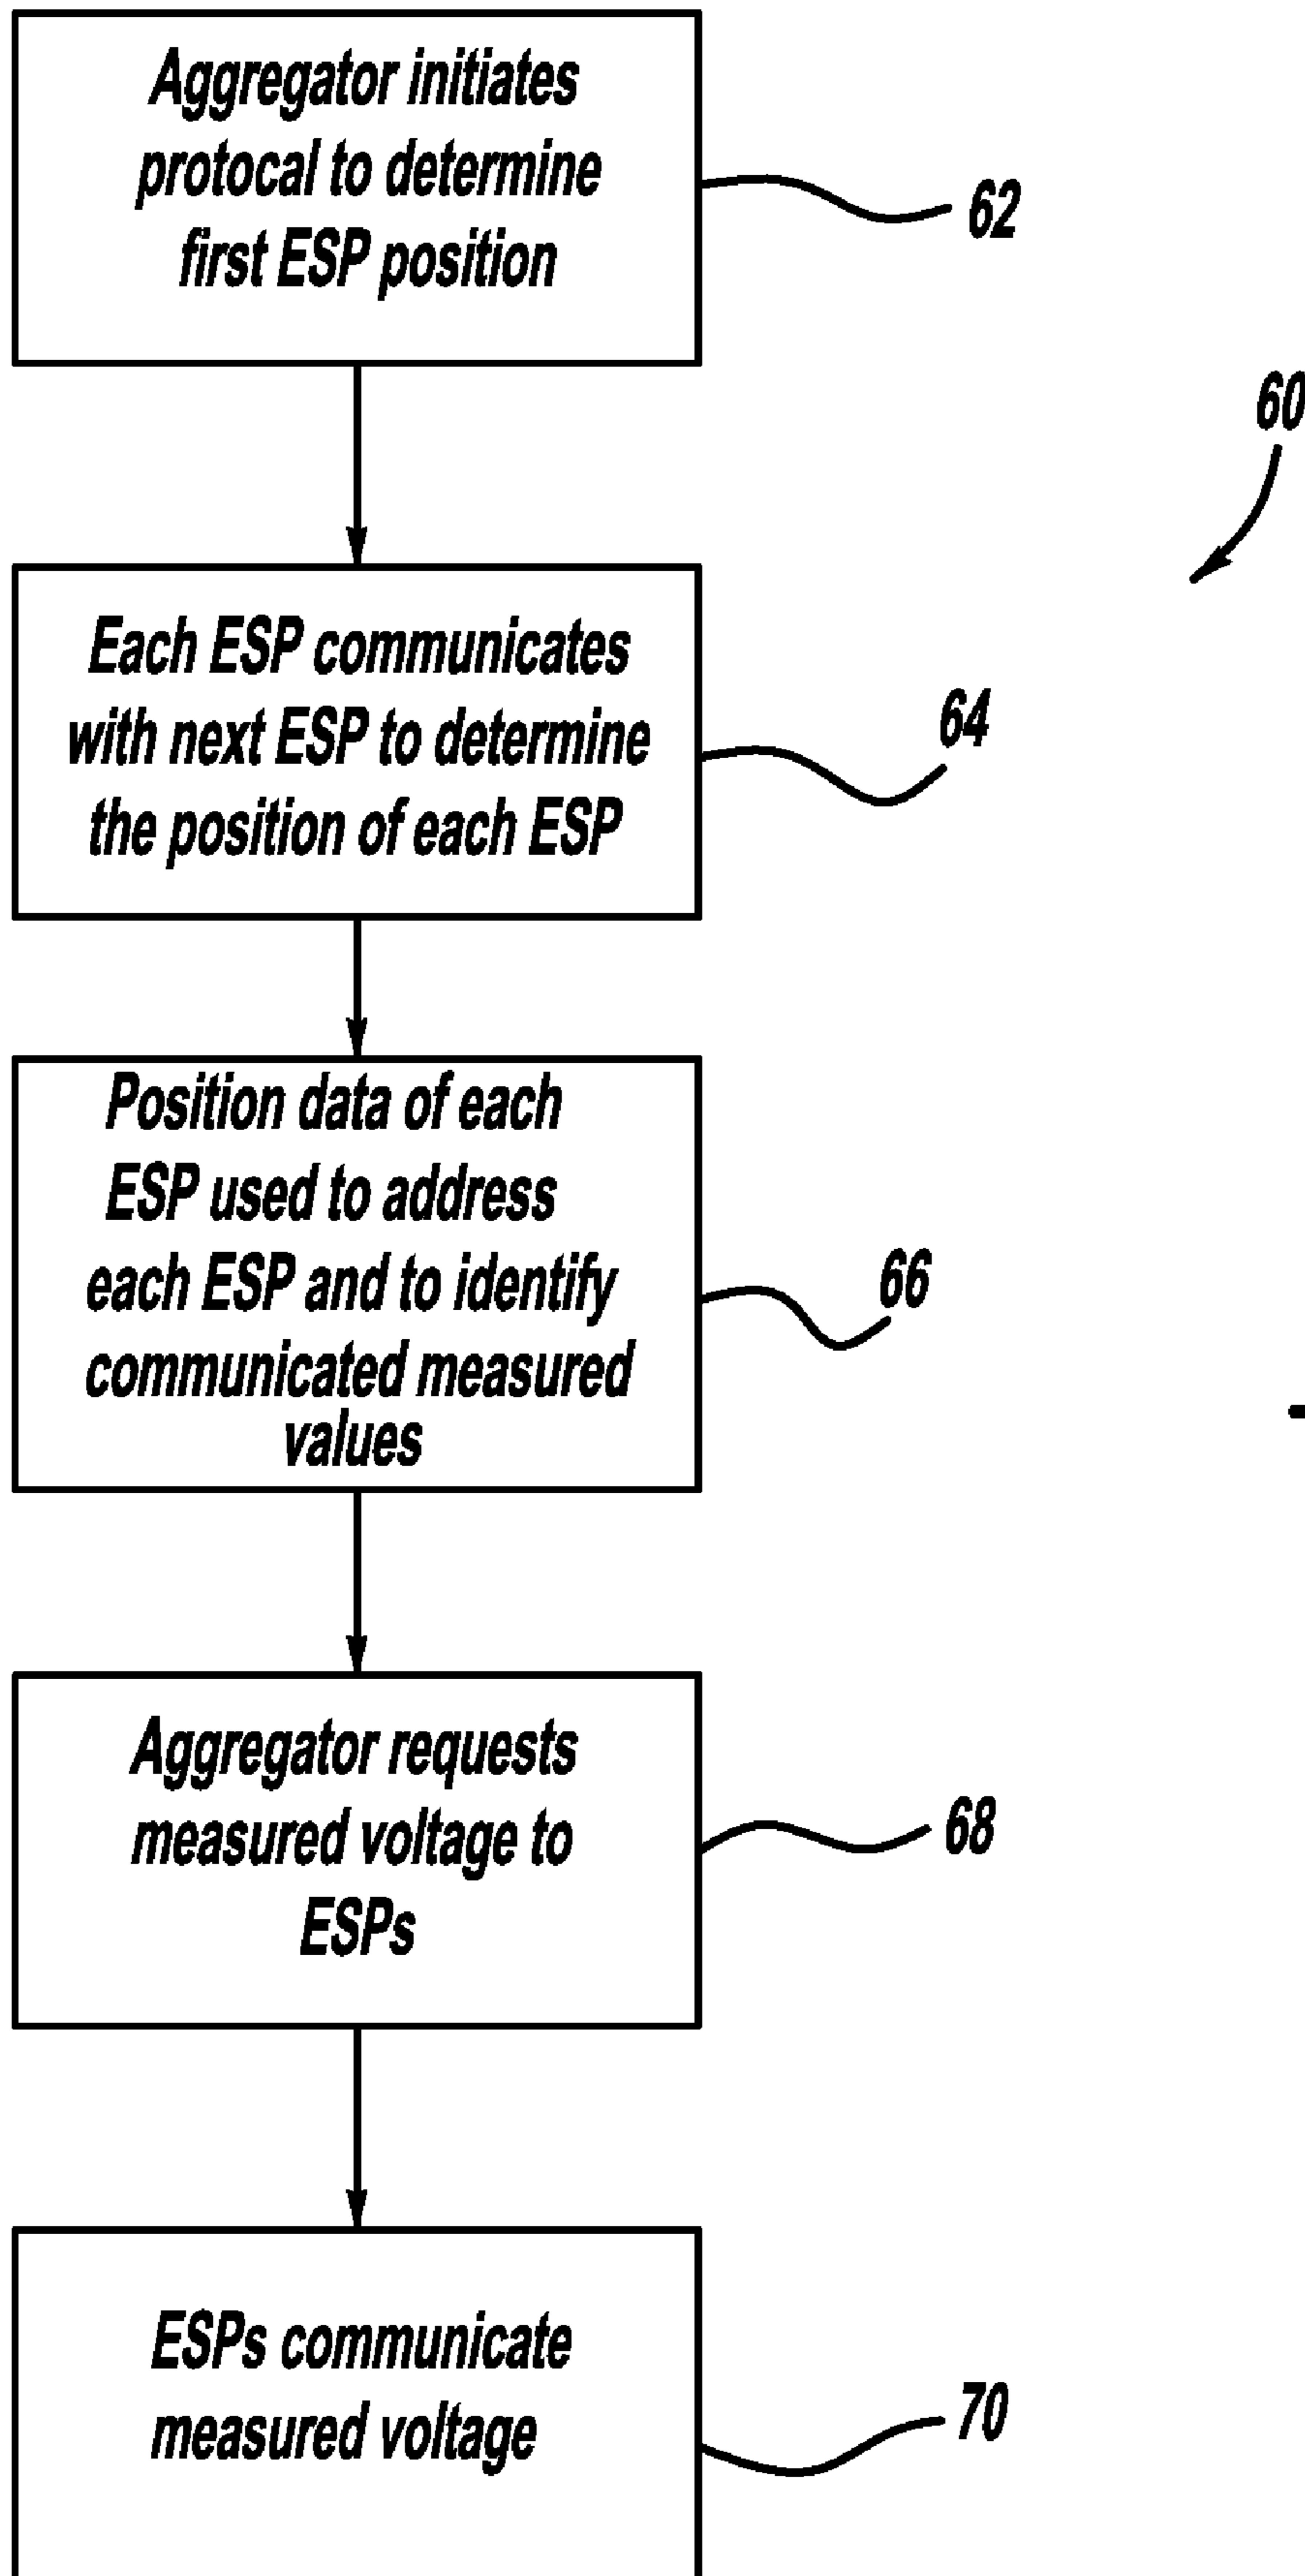 Aggregator initiates
protocal to determine
first ESP position
62
60
Each ESP communicates
with next ESP to determine
the position of each ESP
64
Position data of each
ESP used to address
each ESP and to identify
communicated measured
values
66
Aggregator requests
measured voltage to
ESPs
68
ESPs communicate
measured voltage
70